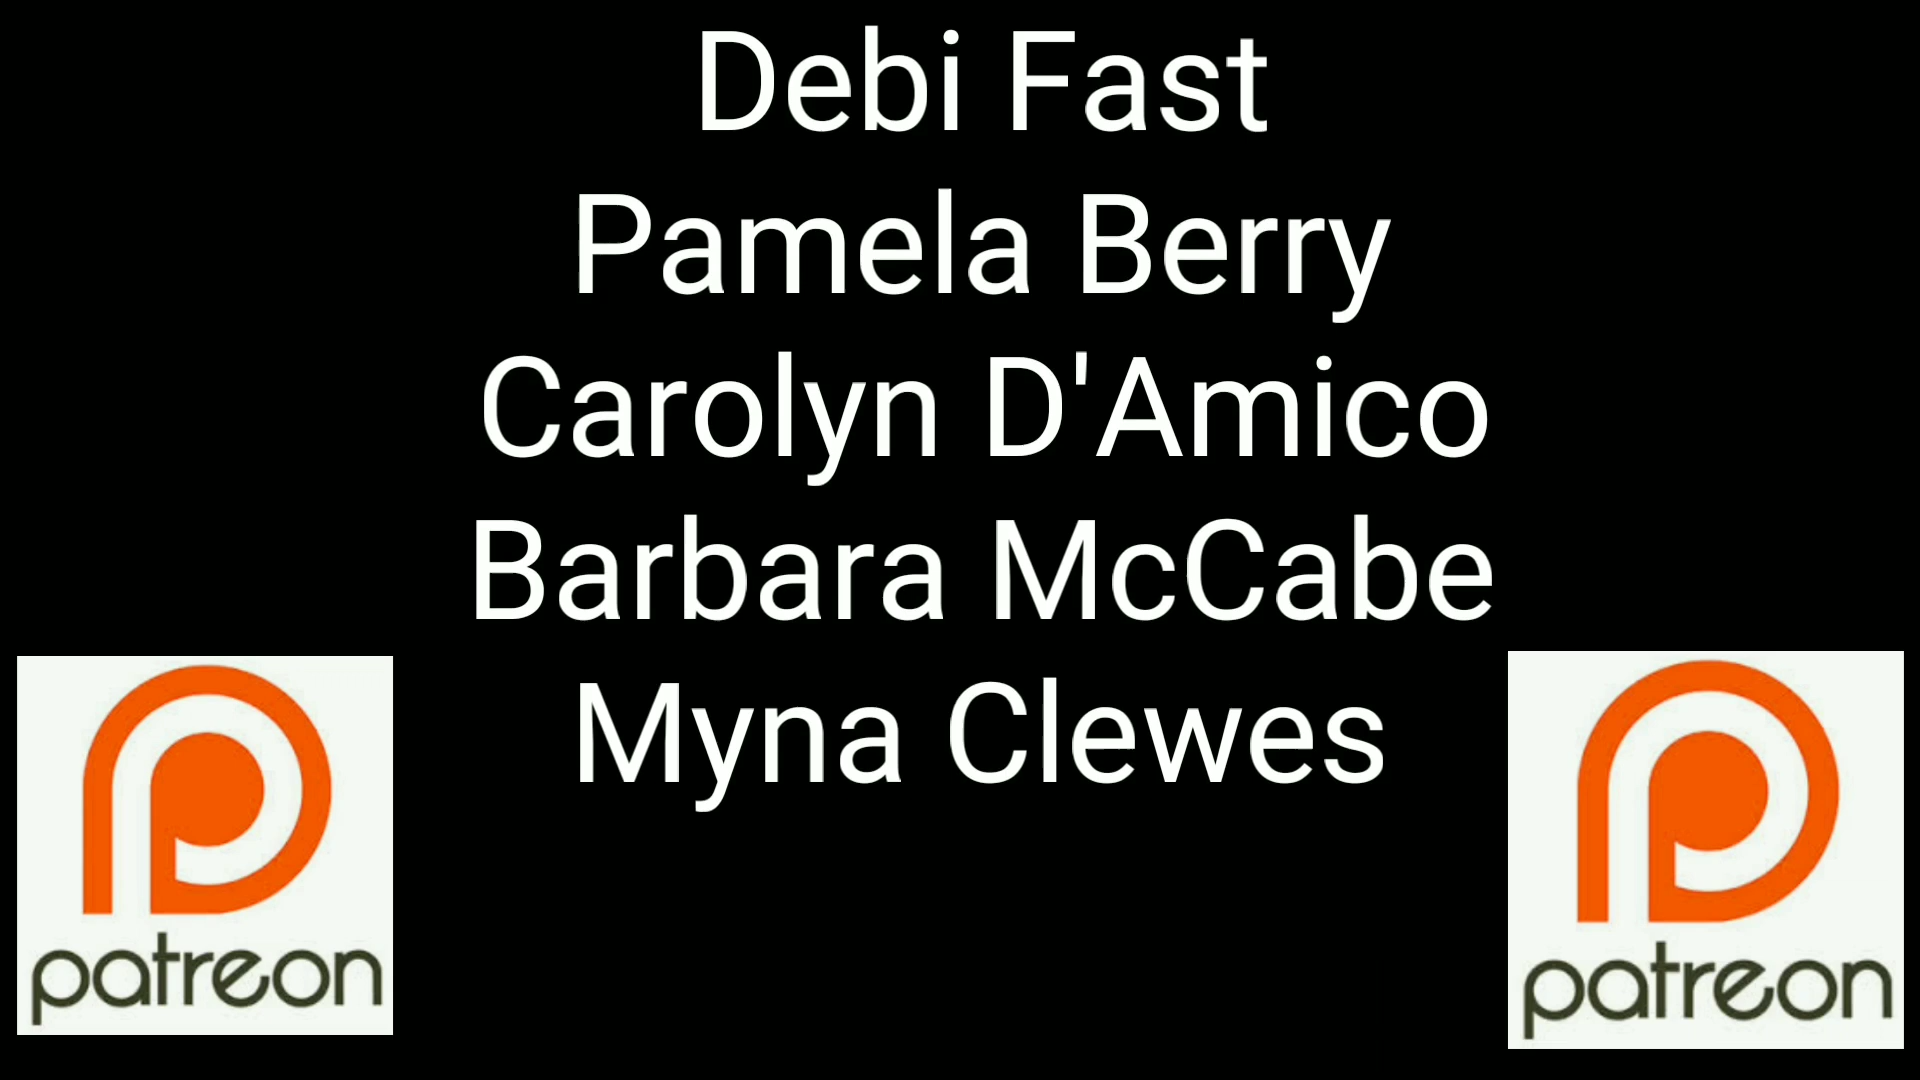 Debi Fast
Pamela Berry
Carolyn D'Amico
Barbara McCabe
Myna Clewes
patreon
patreon